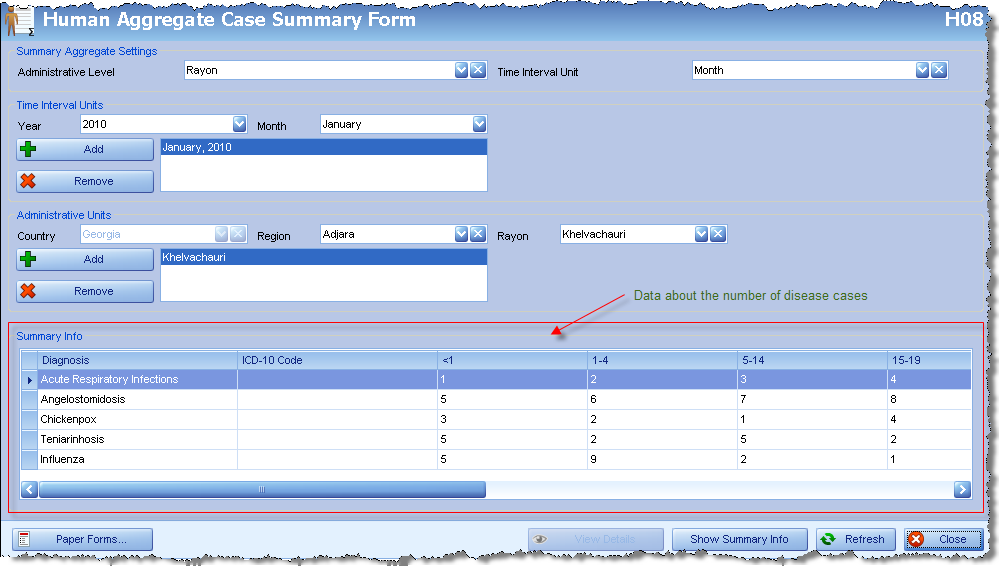 Human Aggregate Case Summary Form H08
Summary Aggregate Settings
Administrative Level Rayon Time Interval Unit Month
Time Interval Units
Year 2010 Month January
Add January, 2010
Remove
Administrative Units
Country Georgia Region Adjara Rayon Khelvachauri
Add Khelvachauri
Remove
Data about the number of disease cases
Summary Info
Diagnosis ICD-10 Code <1 1-4 5-14 15-19
Acute Respiratory Infections 1 2 3 4
Angelostomidosis 5 6 7 8
Chickenpox 3 2 1 4
Teniarinhosis 5 2 5 2
Influenza 5 9 2 1
Paper Forms... View Details Show Summary Info Refresh Close